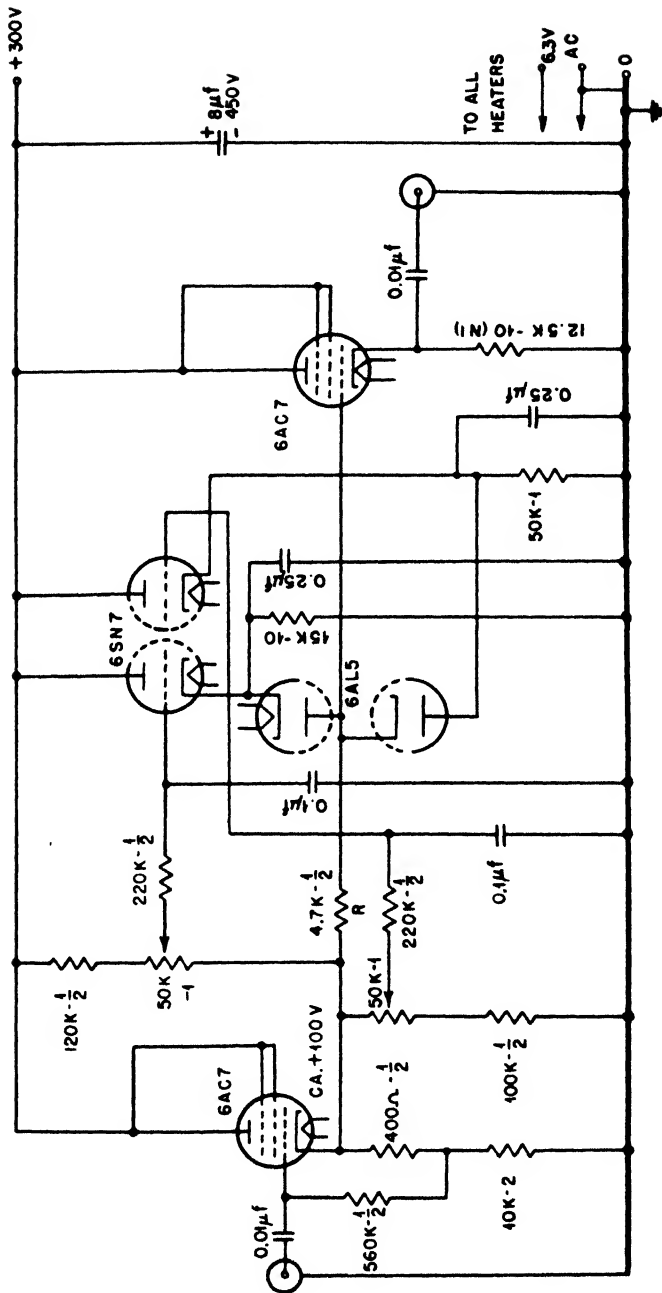 +300V
120K-½
220K-½
6SN7
+ 8µf
- 450V
50K
-1
6AC7
6AC7
TO ALL
HEATERS
6.3V
AC
0.01µf
CA.+100V
4.7K-½
R
6AL5
0.1µf
15K-10
0.25µf
0.01µf
560K-½
400Ω-½
50K-1
220K-½
12.5K-10 (N1)
0.25µf
10K-2
100K-½
0.1µf
50K-1
0